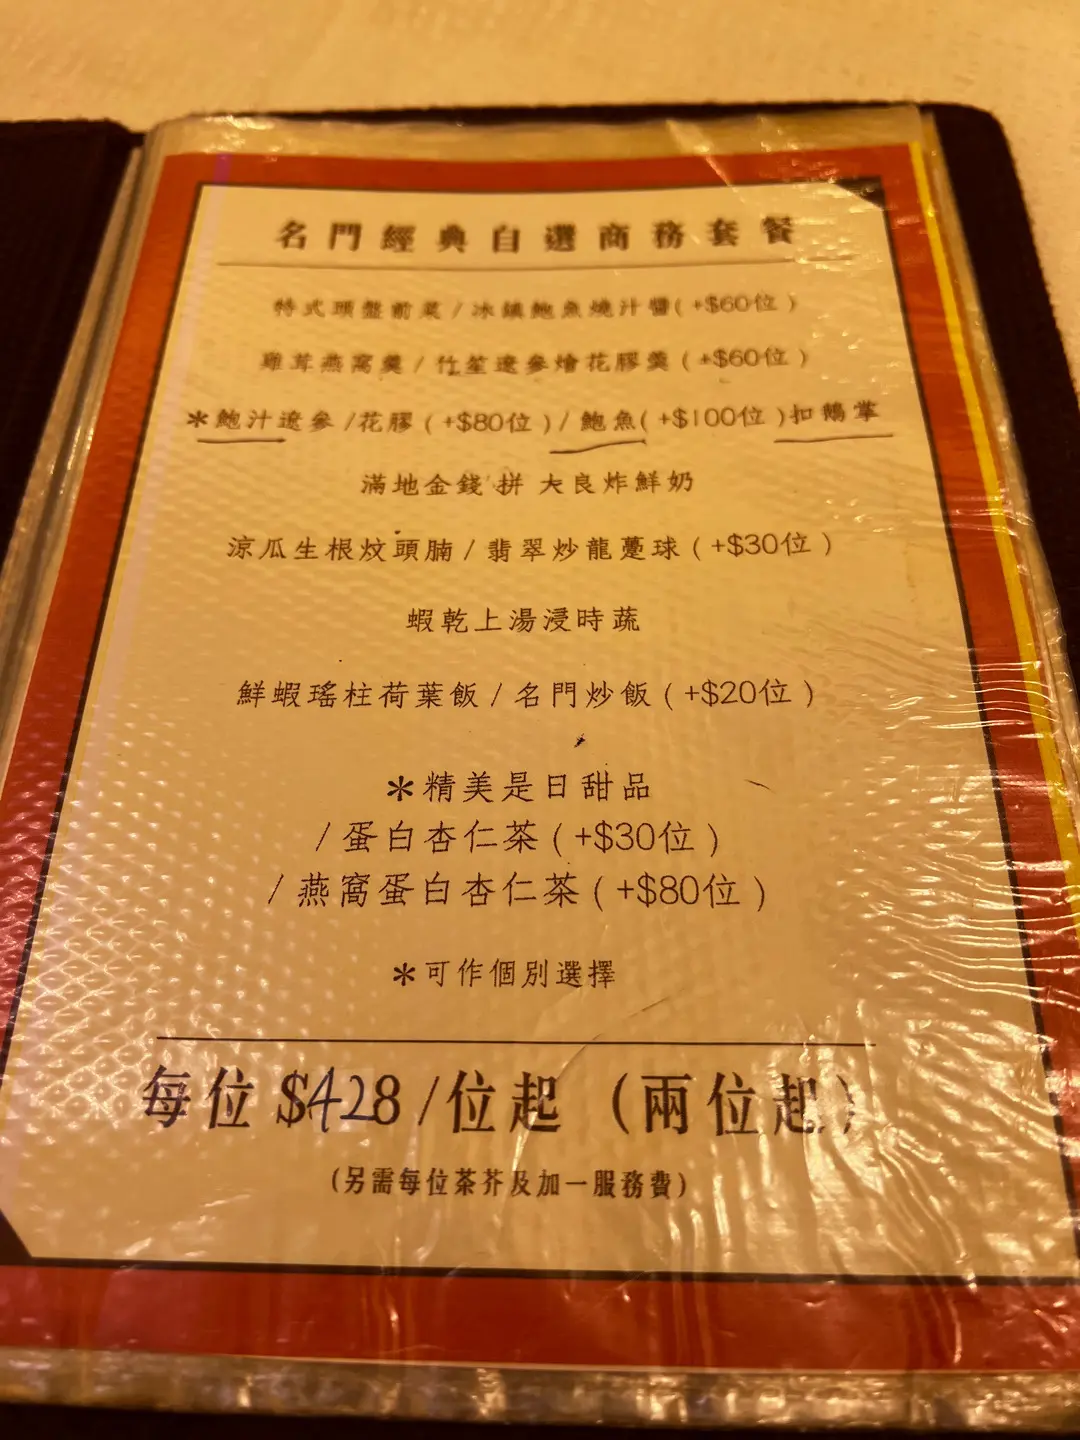 名門經典自選商務套餐
特式頭盤前菜 / 冰鎮鮑魚燒汁醬( +$60位 )
雞茸燕窩羹 / 竹笙遼參燴花膠羹 ( +$60位 )
*鮑汁遼參 /花膠 ( +$80位 ) / 鮑魚( +$100位 )扣鵝掌
滿地金錢 拼 大良炸鮮奶
涼瓜生根炆頭腩 / 翡翠炒龍躉球 ( +$30位 )
蝦乾上湯浸時蔬
鮮蝦瑤柱荷葉飯 / 名門炒飯 ( +$20位 )
*精美是日甜品
/ 蛋白杏仁茶 ( +$30位 )
/ 燕窩蛋白杏仁茶 ( +$80位 )
*可作個別選擇
每位 $428 /位起 (兩位起)
(另需每位茶芥及加一服務費)